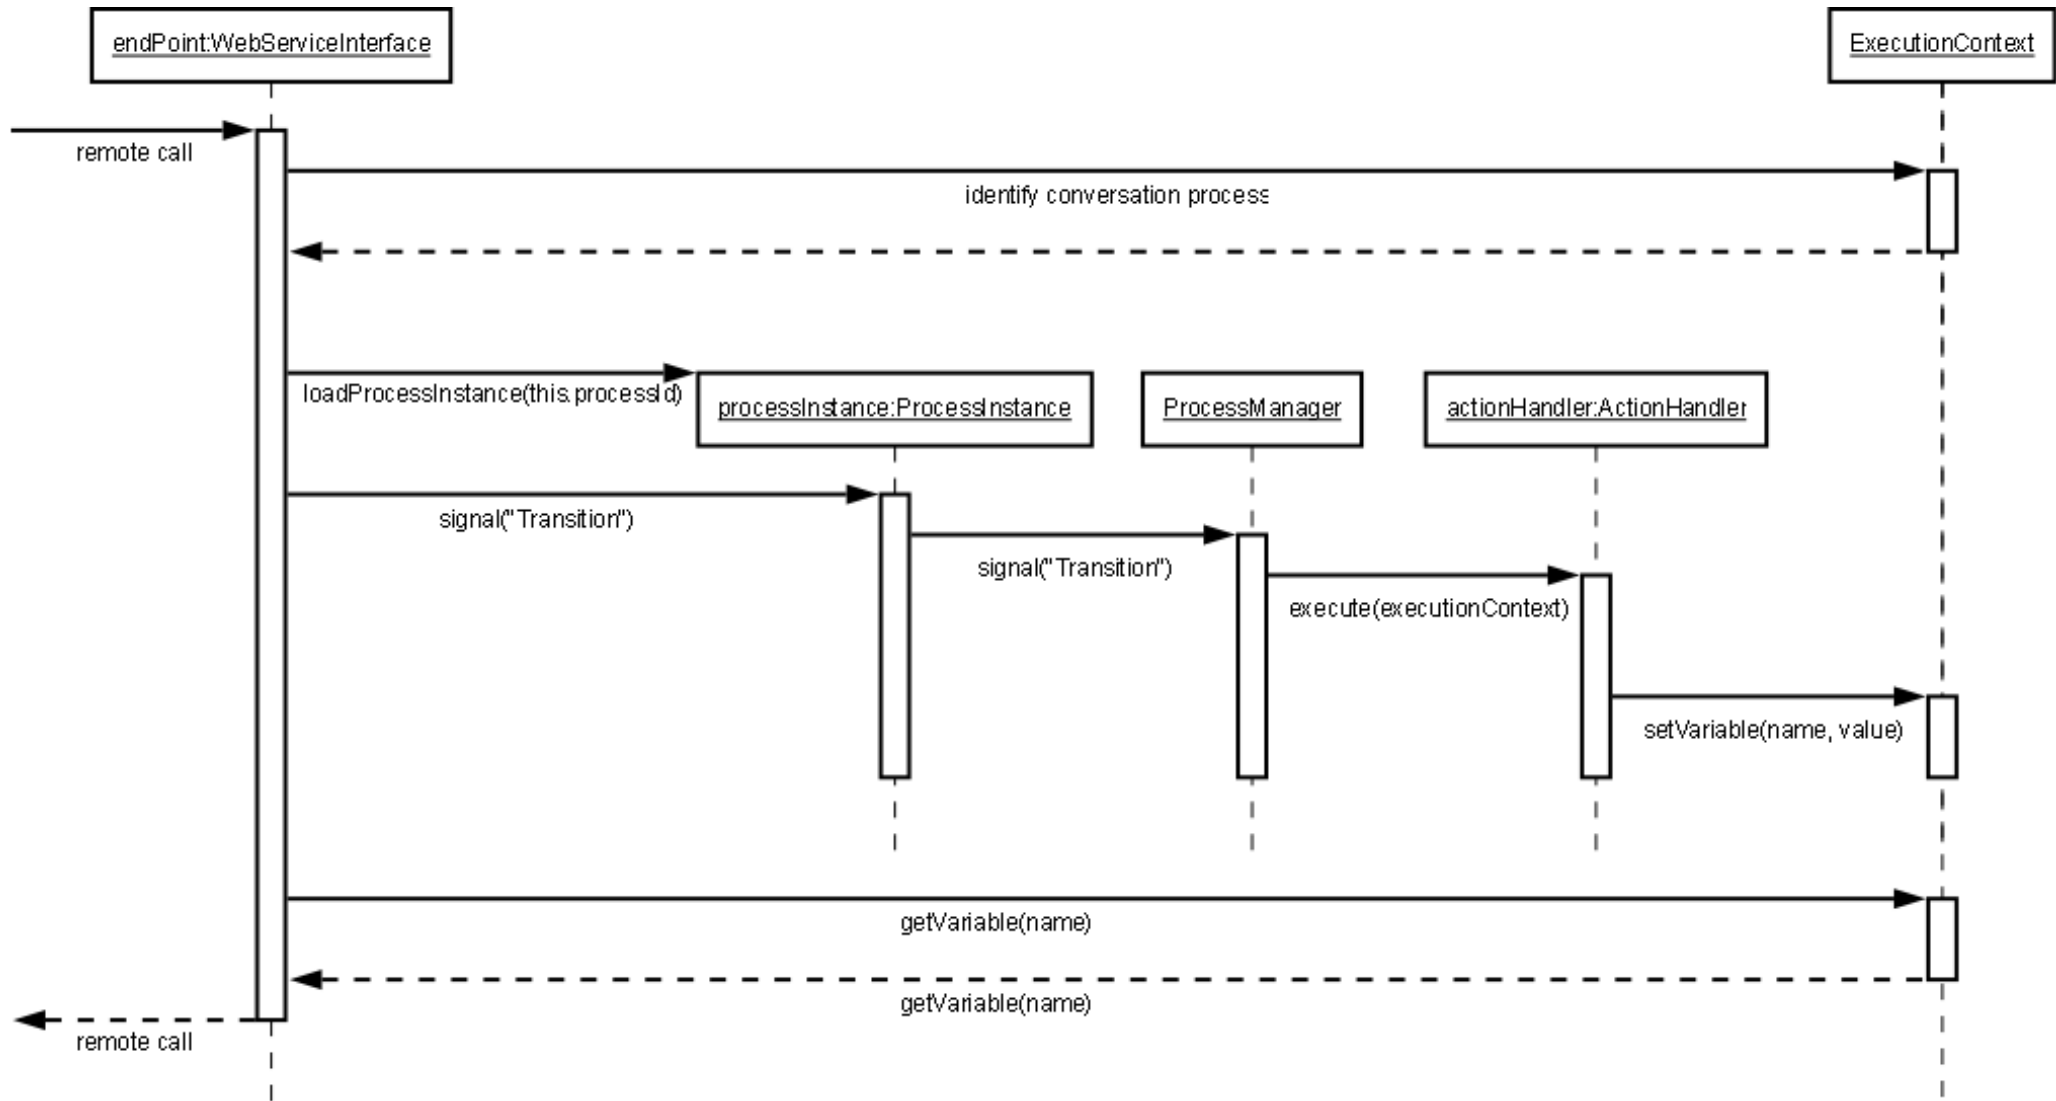 endPoint:WebServiceInterface
ExecutionContext
remote call
identify conversation process
loadProcessInstance(this.processId)
processInstance:ProcessInstance
ProcessManager
actionHandler:ActionHandler
signal("Transition")
signal("Transition")
execute(executionContext)
setVariable(name, value)
getVariable(name)
getVariable(name)
remote call